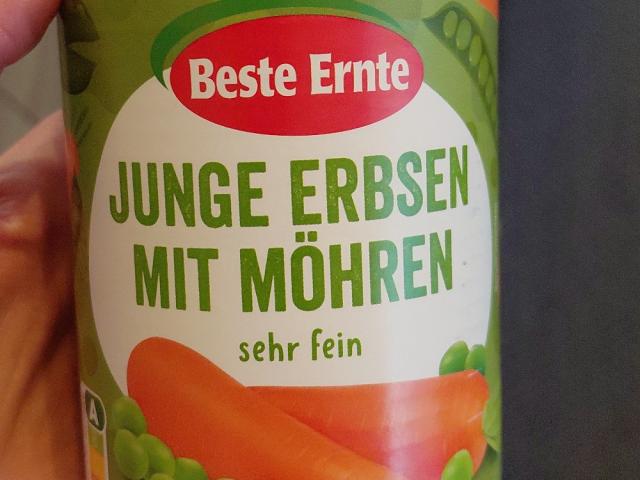 Beste Ernte
JUNGE ERBSEN
MIT MÖHREN
sehr fein
A